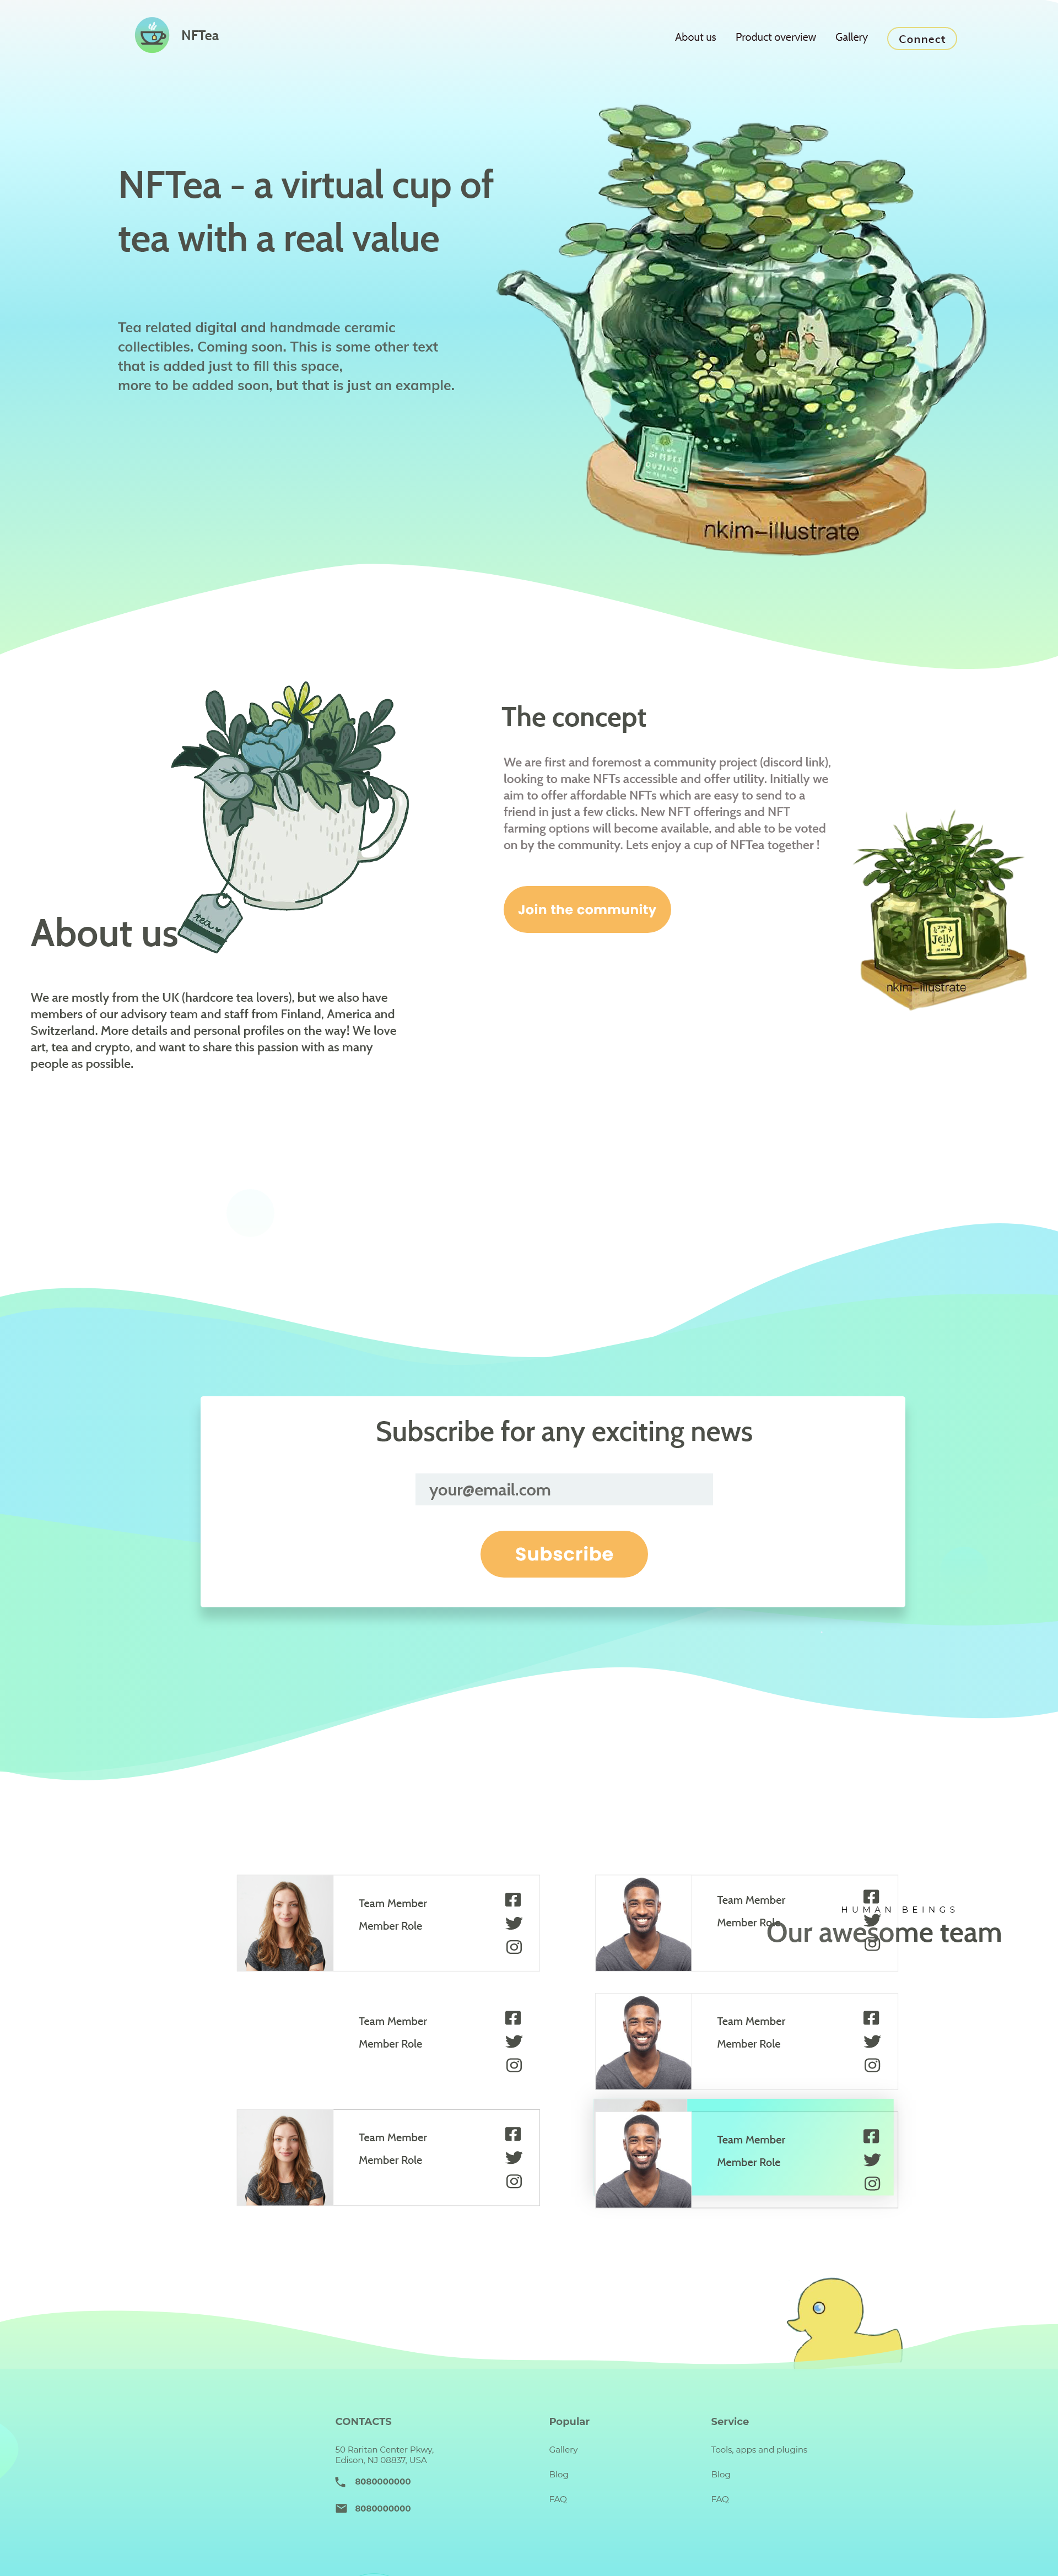 NFTea
About us
Product overview
Gallery
Connect
NFTea - a virtual cup of
tea with a real value
Tea related digital and handmade ceramic
collectibles. Coming soon. This is some other text
that is added just to fill this space,
more to be added soon, but that is just an example.
nkim-illustrate
The concept
We are first and foremost a community project (discord link),
looking to make NFTs accessible and offer utility. Initially we
aim to offer affordable NFTs which are easy to send to a
friend in just a few clicks. New NFT offerings and NFT
farming options will become available, and able to be voted
on by the community. Lets enjoy a cup of NFTea together !
Join the community
Jelly
nkim-illustrate
tea
About us
We are mostly from the UK (hardcore tea lovers), but we also have
members of our advisory team and staff from Finland, America and
Switzerland. More details and personal profiles on the way! We love
art, tea and crypto, and want to share this passion with as many
people as possible.
Subscribe for any exciting news
your@email.com
Subscribe
Team Member
Member Role
Team Member
Member Role
HUMAN BEINGS
Our awesome team
Team Member
Member Role
Team Member
Member Role
Team Member
Member Role
Team Member
Member Role
CONTACTS
50 Raritan Center Pkwy,
Edison, NJ 08837, USA
8080000000
8080000000
Popular
Gallery
Blog
FAQ
Service
Tools, apps and plugins
Blog
FAQ